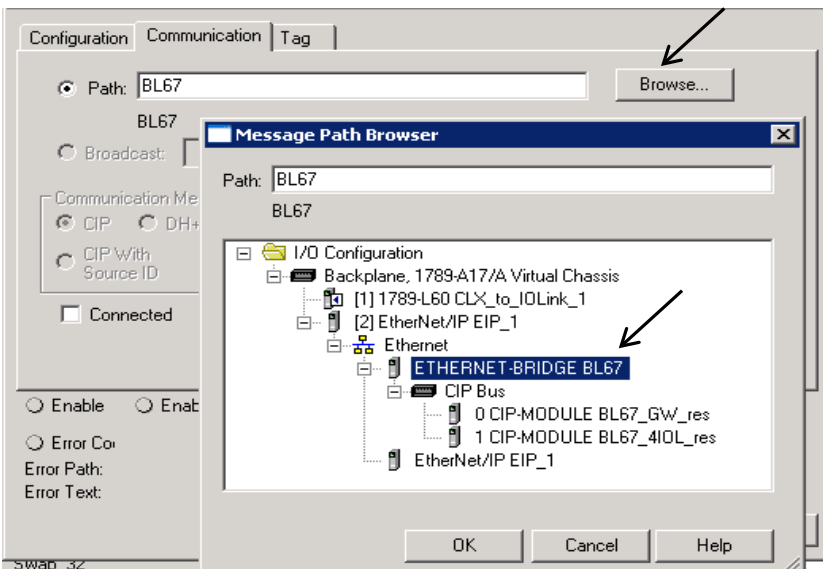 Configuration Communication Tag
Path: BL67 Browse...
BL67
Broadcast:
Communication Me
CIP DH+
CIP With
Source ID
Connected
Enable Enab
Error Co
Error Path:
Error Text:
Swap 32
Message Path Browser
Path: BL67
BL67
I/O Configuration
Backplane, 1789-A17/A Virtual Chassis
[1] 1789-L60 CLX_to_IOLink_1
[2] EtherNet/IP EIP_1
Ethernet
ETHERNET-BRIDGE BL67
CIP Bus
0 CIP-MODULE BL67_GW_res
1 CIP-MODULE BL67_4IOL_res
EtherNet/IP EIP_1
OK Cancel Help